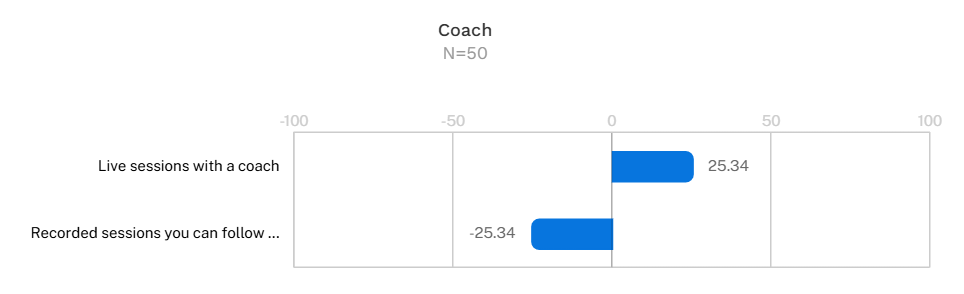 Coach
N=50
-100 -50 0 50 100
Live sessions with a coach 25.34
Recorded sessions you can follow ... -25.34